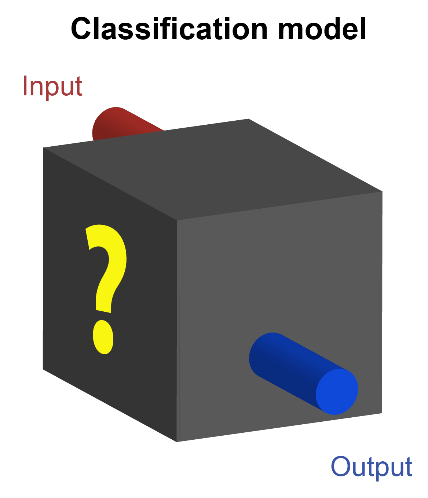 Classification model
Input
?
Output